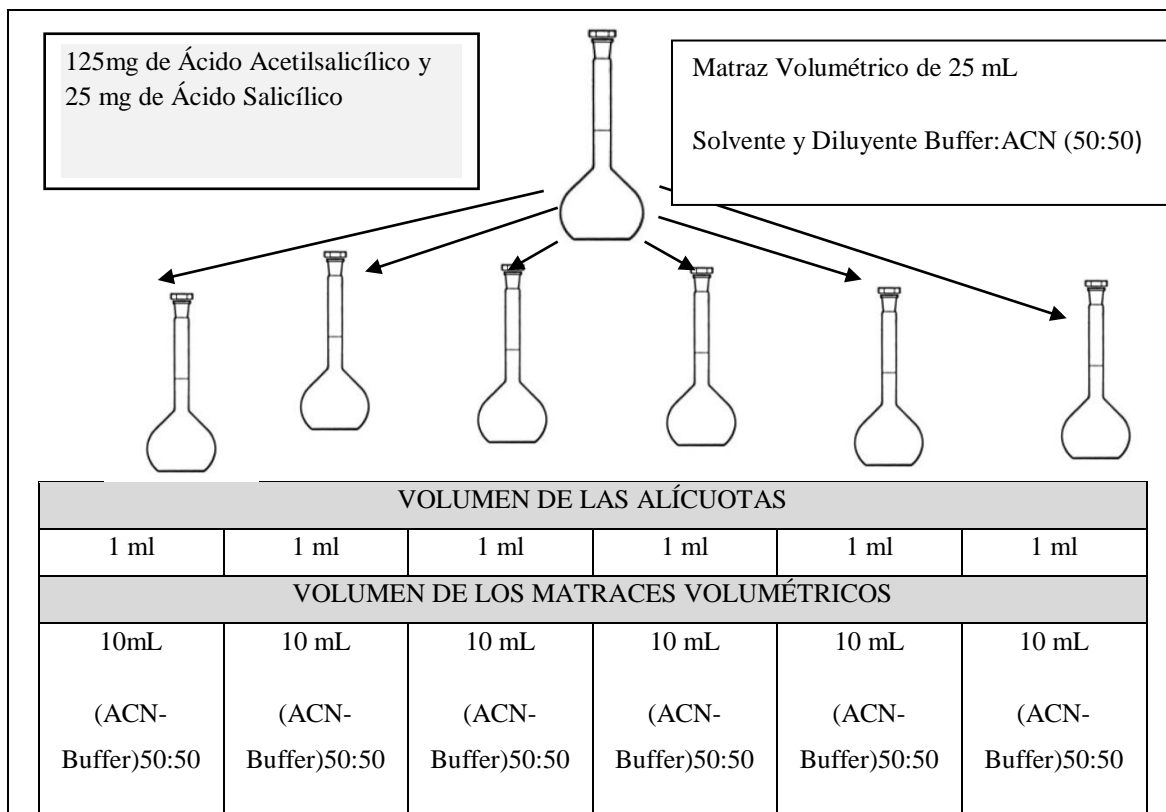 125mg de Ácido Acetilsalicílico y
25 mg de Ácido Salicílico
Matraz Volumétrico de 25 mL
Solvente y Diluyente Buffer:ACN (50:50)
VOLUMEN DE LAS ALÍCUOTAS
1 ml 1 ml 1 ml 1 ml 1 ml 1 ml
VOLUMEN DE LOS MATRACES VOLUMÉTRICOS
10mL 10 mL 10 mL 10 mL 10 mL 10 mL
(ACN- (ACN- (ACN- (ACN- (ACN- (ACN-
Buffer)50:50 Buffer)50:50 Buffer)50:50 Buffer)50:50 Buffer)50:50 Buffer)50:50